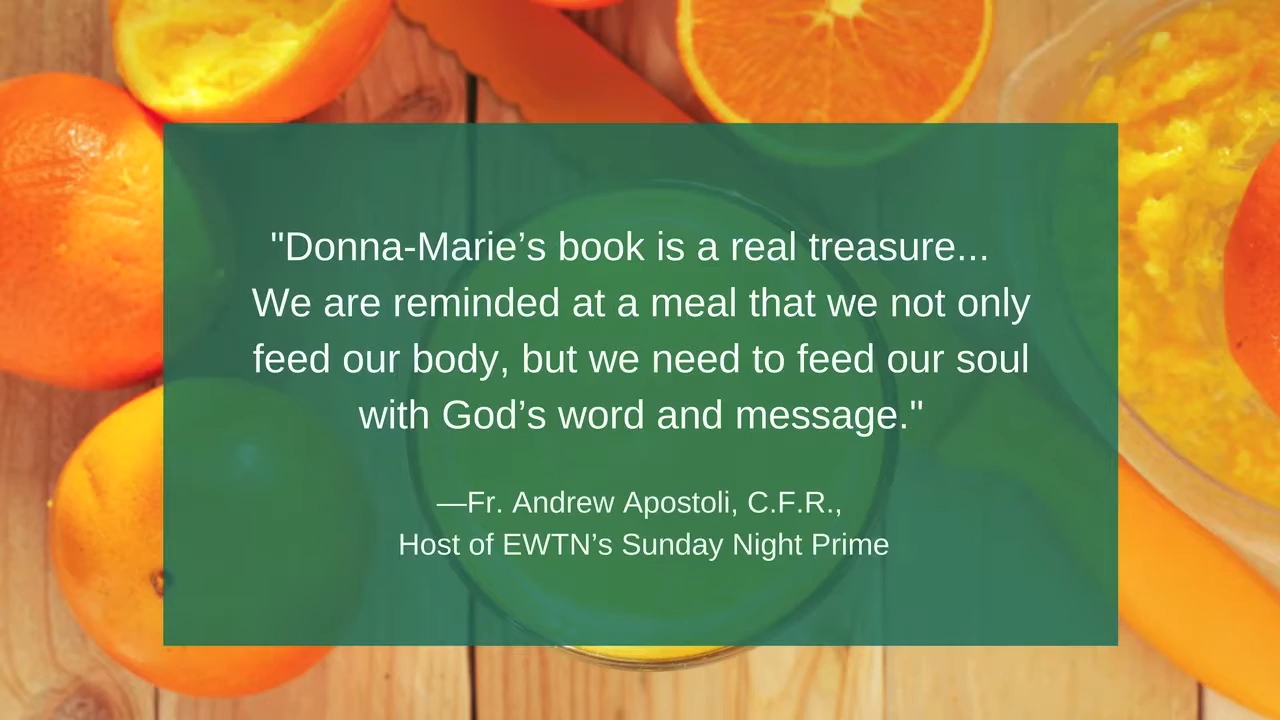 "Donna-Marie’s book is a real treasure...
We are reminded at a meal that we not only
feed our body, but we need to feed our soul
with God’s word and message."
—Fr. Andrew Apostoli, C.F.R.,
Host of EWTN’s Sunday Night Prime